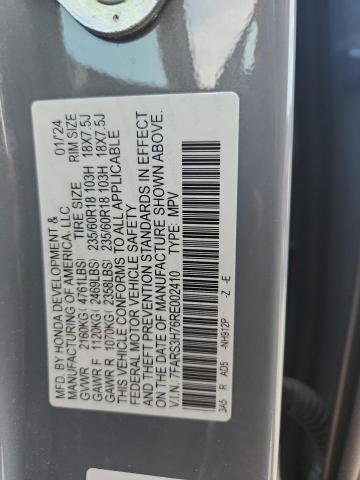 MFD. BY HONDA DEVELOPMENT & 01/24
MANUFACTURING OF AMERICA, LLC
TIRE SIZE RIM SIZE
GVWR 2160KG( 4761LBS)
GAWR F 1120KG( 2469LBS) 235/60R18 103H 18X7.5J
GAWR R 1070KG( 2358LBS) 235/60R18 103H 18X7.5J
THIS VEHICLE CONFORMS TO ALL APPLICABLE
FEDERAL MOTOR VEHICLE SAFETY
AND THEFT PREVENTION STANDARDS IN EFFECT
ON THE DATE OF MANUFACTURE SHOWN ABOVE.
V.I.N.: 7FARS3H76RE002410 TYPE: MPV
3A5 R A05 -NH912P -Z -E